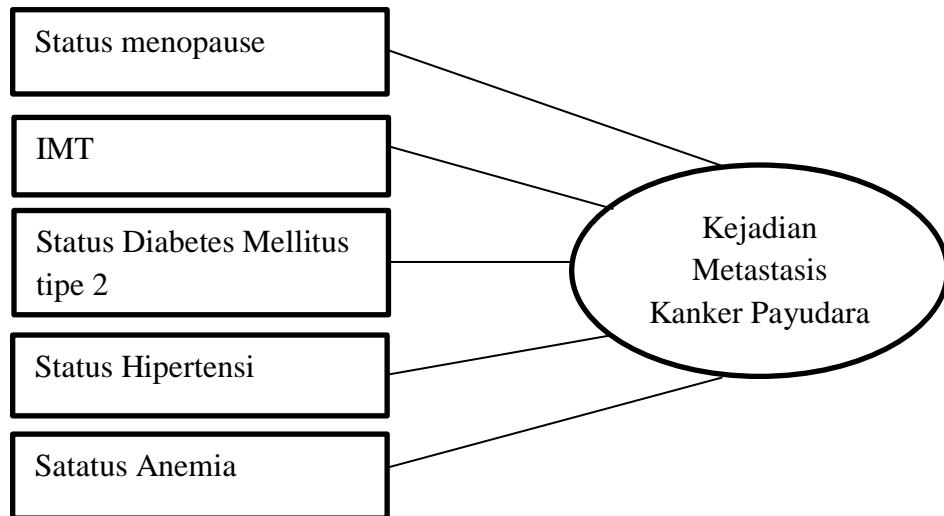 Status menopause
IMT
Status Diabetes Mellitus
tipe 2
Status Hipertensi
Satatus Anemia
Kejadian
Metastasis
Kanker Payudara